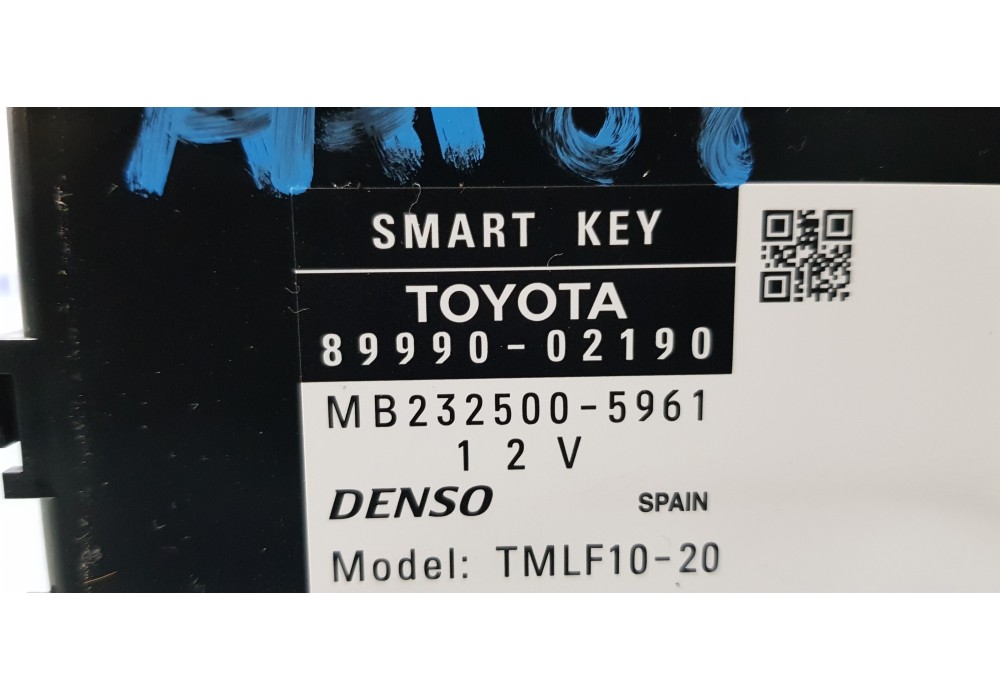 SMART KEY
TOYOTA
89990-02190
MB232500-5961
12V
DENSO SPAIN
Model: TMLF10-20